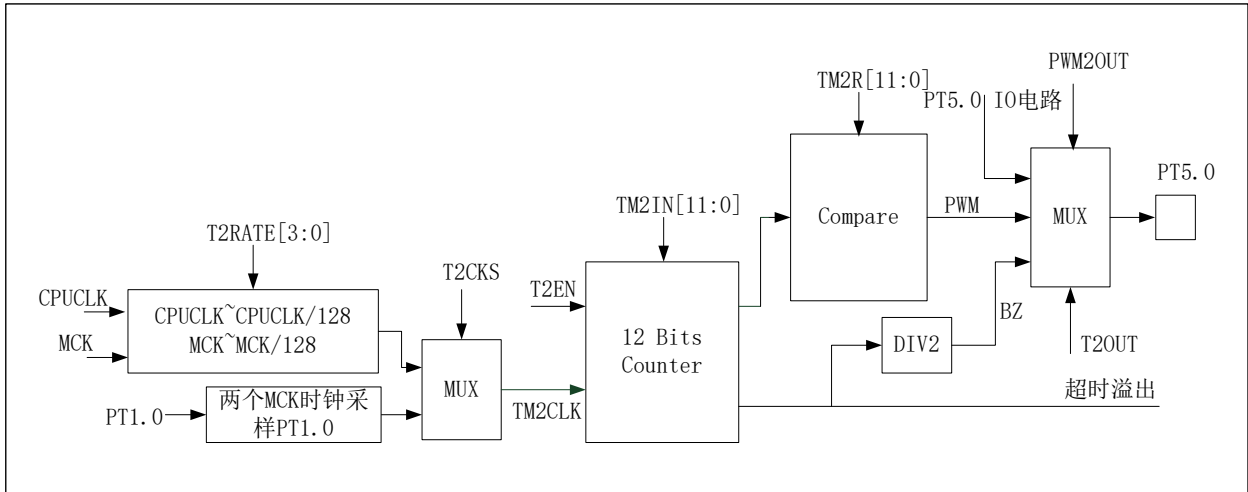 PWM2OUT
TM2R[11:0]
PT5.0 IO电路
PT5.0
TM2IN[11:0]
Compare
PWM
MUX
T2RATE[3:0]
T2CKS
T2EN
CPUCLK
CPUCLK~CPUCLK/128
MCK~MCK/128
MCK
12 Bits
Counter
BZ
DIV2
T2OUT
MUX
超时溢出
两个MCK时钟采
样PT1.0
PT1.0
TM2CLK